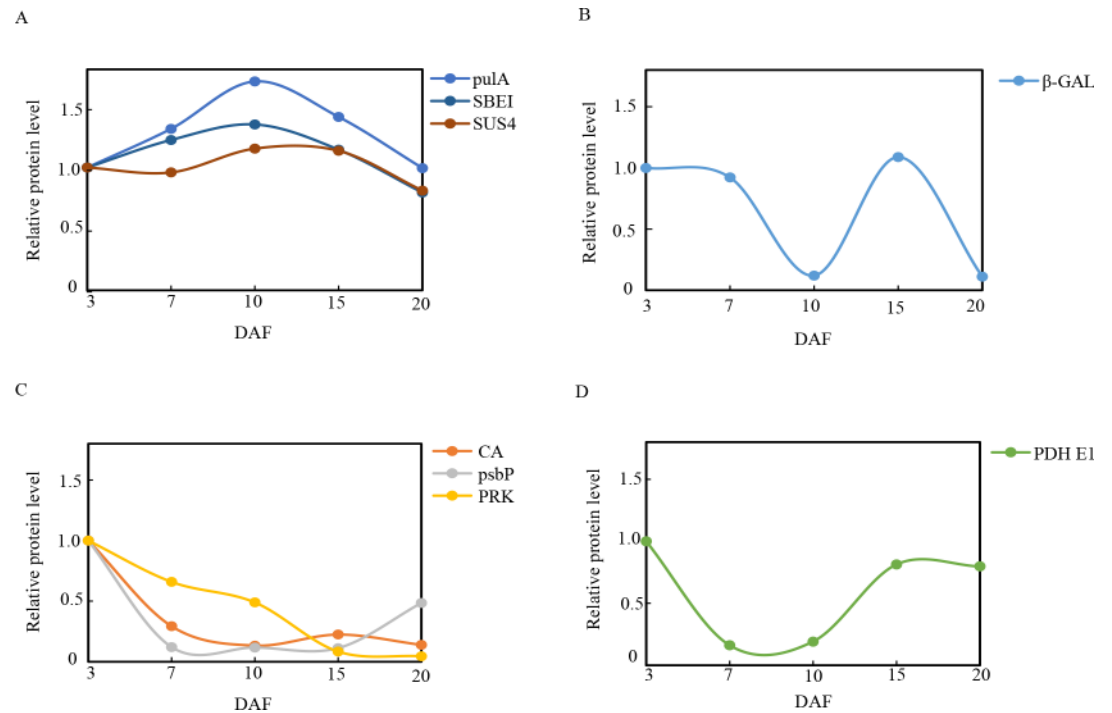 A
Relative protein level
1.5
1.0
0.5
0
3 7 10 15 20
DAF
pulA
SBEI
SUS4
B
Relative protein level
1.5
1.0
0.5
0
3 7 10 15 20
DAF
β-GAL
C
Relative protein level
1.5
1.0
0.5
0
3 7 10 15 20
DAF
CA
psbP
PRK
D
Relative protein level
1.5
1.0
0.5
0
3 7 10 15 20
DAF
PDH E1